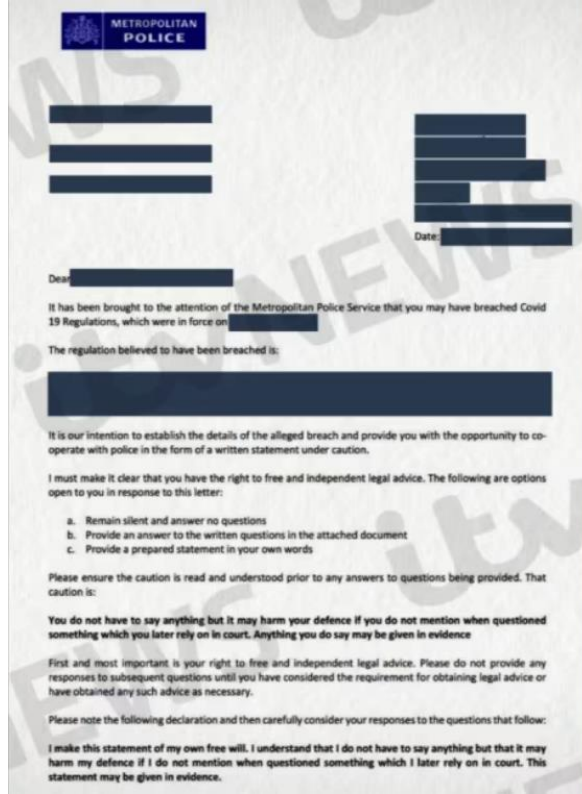 METROPOLITAN
POLICE
Date:
Dear
It has been brought to the attention of the Metropolitan Police Service that you may have breached Covid
19 Regulations, which were in force on
The regulation believed to have been breached is:
It is our intention to establish the details of the alleged breach and provide you with the opportunity to co-
operate with police in the form of a written statement under caution.
I must make it clear that you have the right to free and independent legal advice. The following are options
open to you in response to this letter:
a. Remain silent and answer no questions
b. Provide an answer to the written questions in the attached document
c. Provide a prepared statement in your own words
Please ensure the caution is read and understood prior to any answers to questions being provided. That
caution is:
You do not have to say anything but it may harm your defence if you do not mention when questioned
something which you later rely on in court. Anything you do say may be given in evidence
First and most important is your right to free and independent legal advice. Please do not provide any
responses to subsequent questions until you have considered the requirement for obtaining legal advice or
have obtained any such advice as necessary.
Please note the following declaration and then carefully consider your responses to the questions that follow:
I make this statement of my own free will. I understand that I do not have to say anything but that it may
harm my defence if I do not mention when questioned something which I later rely on in court. This
statement may be given in evidence.
itv NEWS